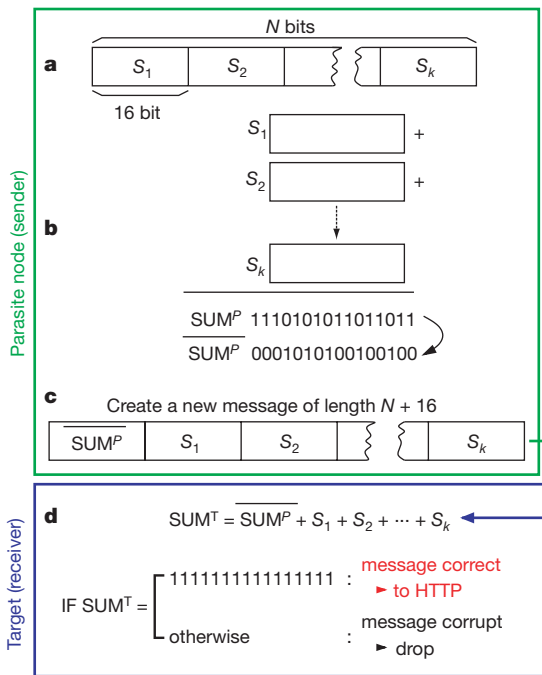 N bits
a
S1 S2 Sk
16 bit
S1 +
S2 +
b
Sk
SUMP 1110101011011011
SUMP 0001010100100100
c
Create a new message of length N + 16
SUMP S1 S2 Sk
Parasite node (sender)
d
SUMT = SUMP + S1 + S2 + ··· + Sk
IF SUMT =
1111111111111111 : message correct
► to HTTP
otherwise : message corrupt
► drop
Target (receiver)